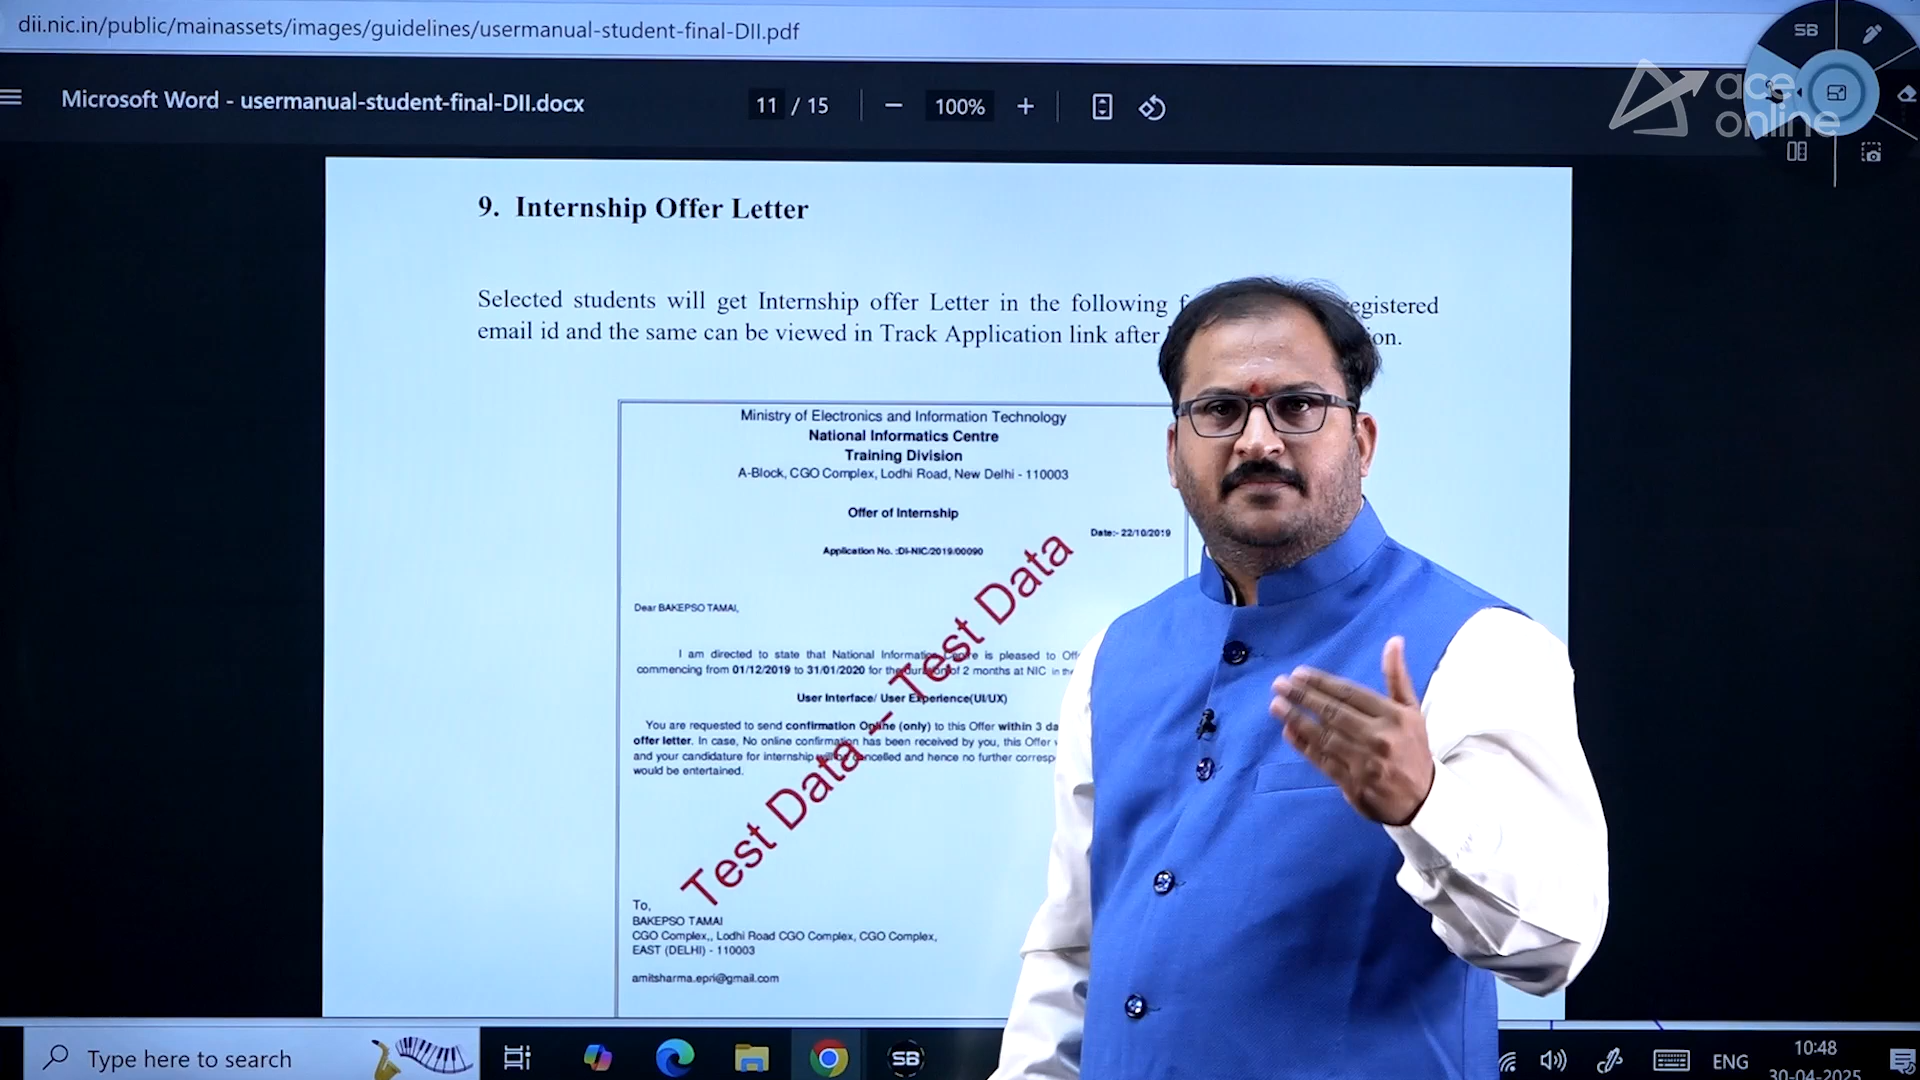 dii.nic.in/public/mainassets/images/guidelines/usermanual-student-final-DII.pdf
Microsoft Word - usermanual-student-final-DII.docx
11 / 15
100%
SB
ace
online
9. Internship Offer Letter
Selected students will get Internship offer Letter in the following
email id and the same can be viewed in Track Application link after
Ministry of Electronics and Information Technology
National Informatics Centre
Training Division
A-Block, CGO Complex, Lodhi Road, New Delhi - 110003
Offer of Internship
Date:- 22/10/2019
Application No. :DI-NIC/2019/00090
Dear BAKEPSO TAMAI,
I am directed to state that National Informatics Centre is pleased to
commencing from 01/12/2019 to 31/01/2020 for the duration of 2 months at NIC in
User Interface/ User Experience(UI/UX)
You are requested to send confirmation Online (only) to this Offer within 3
offer letter. In case, No online confirmation has been received by you, this Offer
and your candidature for internship will be cancelled and hence no further
would be entertained.
Test Data -- Test Data
To,
BAKEPSO TAMAI
CGO Complex,, Lodhi Road CGO Complex, CGO Complex,
EAST (DELHI) - 110003
amitsharma.epri@gmail.com
Type here to search
SB
ENG
10:48
30-04-2025